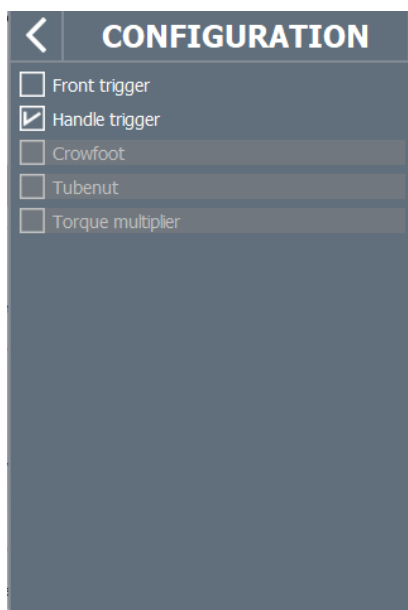 CONFIGURATION
Front trigger
Handle trigger
Crowfoot
Tubenut
Torque multiplier